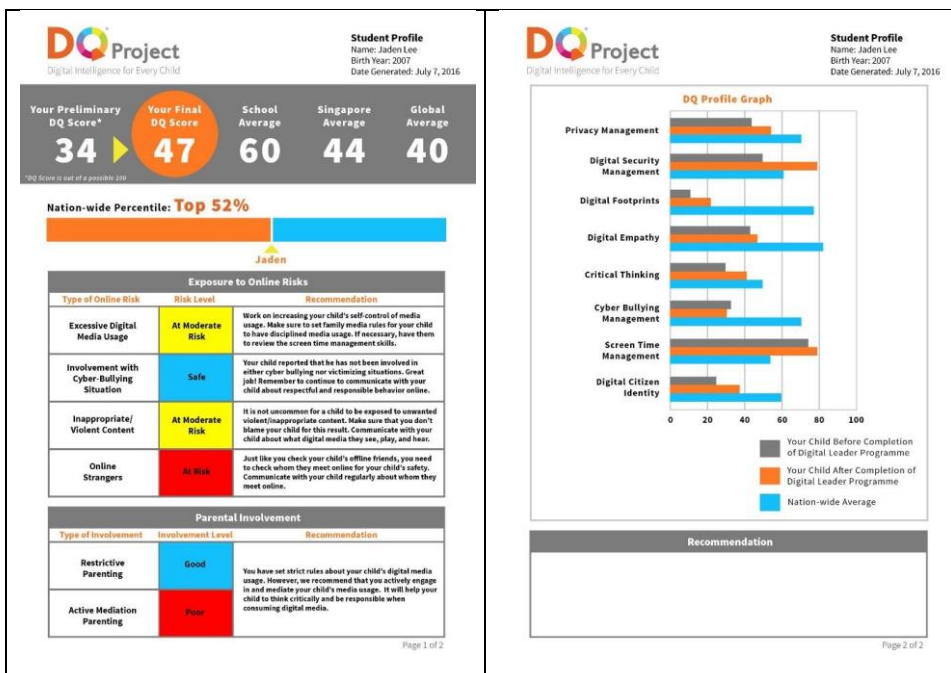 DQ Project
Digital Intelligence for Every Child
Student Profile
Name: Jaden Lee
Birth Year: 2007
Date Generated: July 7, 2016
Your Preliminary
DQ Score*
34
Your Final
DQ Score
47
School
Average
60
Singapore
Average
44
Global
Average
40
*DQ Score is out of a possible 100
Nation-wide Percentile: Top 52%
Jaden
Exposure to Online Risks
Type of Online Risk Risk Level Recommendation
Excessive Digital
Media Usage
At Moderate
Risk
Work on increasing your child's self-control of media
usage. Make sure to set family media rules for your child
to have disciplined media usage. If necessary, have them
to review the screen time management skills.
Involvement with
Cyber-Bullying
Situation
Safe
Your child reported that he has not been involved in
either cyber bullying nor victimizing situations. Great
job! Remember to continue to communicate with your
child about respectful and responsible behavior online.
Inappropriate/
Violent Content
At Moderate
Risk
It is not uncommon for a child to be exposed to unwanted
violent/inappropriate content. Make sure that you don't
blame your child for this result. Communicate with your
child about what digital media they see, play, and hear.
Online
Strangers
At Risk
Just like you check your child's offline friends, you need
to check whom they meet online for your child's safety.
Communicate with your child regularly about whom they
meet online.
Parental Involvement
Type of Involvement Involvement Level Recommendation
Restrictive
Parenting
Good
Active Mediation
Parenting
Poor
You have set strict rules about your child's digital media
usage. However, we recommend that you actively engage
in and mediate your child's media usage. It will help your
child to think critically and be responsible when
consuming digital media.
Page 1 of 2
DQ Project
Digital Intelligence for Every Child
Student Profile
Name: Jaden Lee
Birth Year: 2007
Date Generated: July 7, 2016
DQ Profile Graph
Privacy Management
Digital Security
Management
Digital Footprints
Digital Empathy
Critical Thinking
Cyber Bullying
Management
Screen Time
Management
Digital Citizen
Identity
0 20 40 60 80 100
Your Child Before Completion
of Digital Leader Programme
Your Child After Completion of
Digital Leader Programme
Nation-wide Average
Recommendation
Page 2 of 2